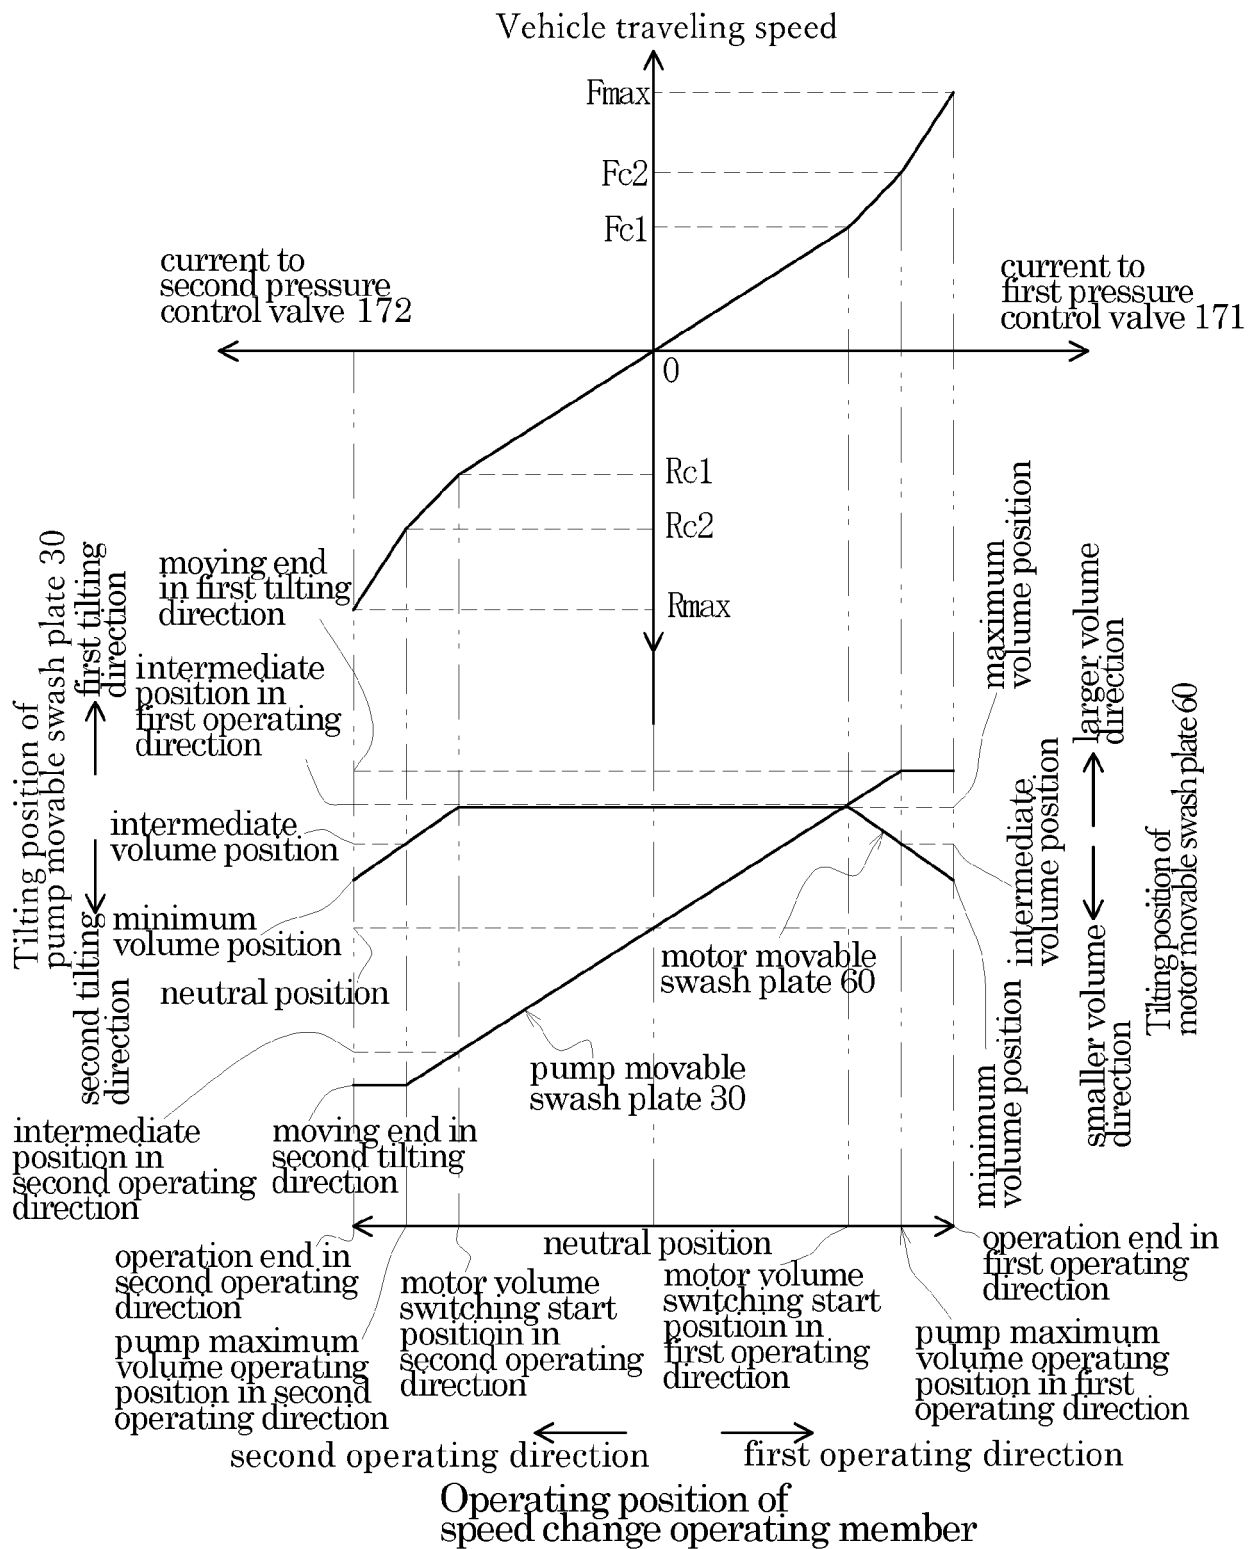 Vehicle traveling speed
Fmax
Fc2
Fc1
current to
second pressure
control valve 172
current to
first pressure
control valve 171
0
Rc1
Rc2
Rmax
Tilting position of
pump movable swash plate 30
first tilting
direction
second tilting
direction
moving end
in first tilting
direction
intermediate
position in
first operating
direction
intermediate
volume position
minimum
volume position
neutral position
intermediate
position in
second operating
direction
moving end in
second tilting
direction
pump movable
swash plate 30
motor movable
swash plate 60
maximum
volume position
intermediate
volume position
minimum
volume position
larger volume
direction
smaller volume
direction
Tilting position of
motor movable swash plate 60
neutral position
operation end in
second operating
direction
pump maximum
volume operating
position in second
operating direction
motor volume
switching start
positioin in
second operating
direction
motor volume
switching start
positioin in
first operating
direction
operation end in
first operating
direction
pump maximum
volume operating
position in first
operating direction
second operating direction
first operating direction
Operating position of
speed change operating member